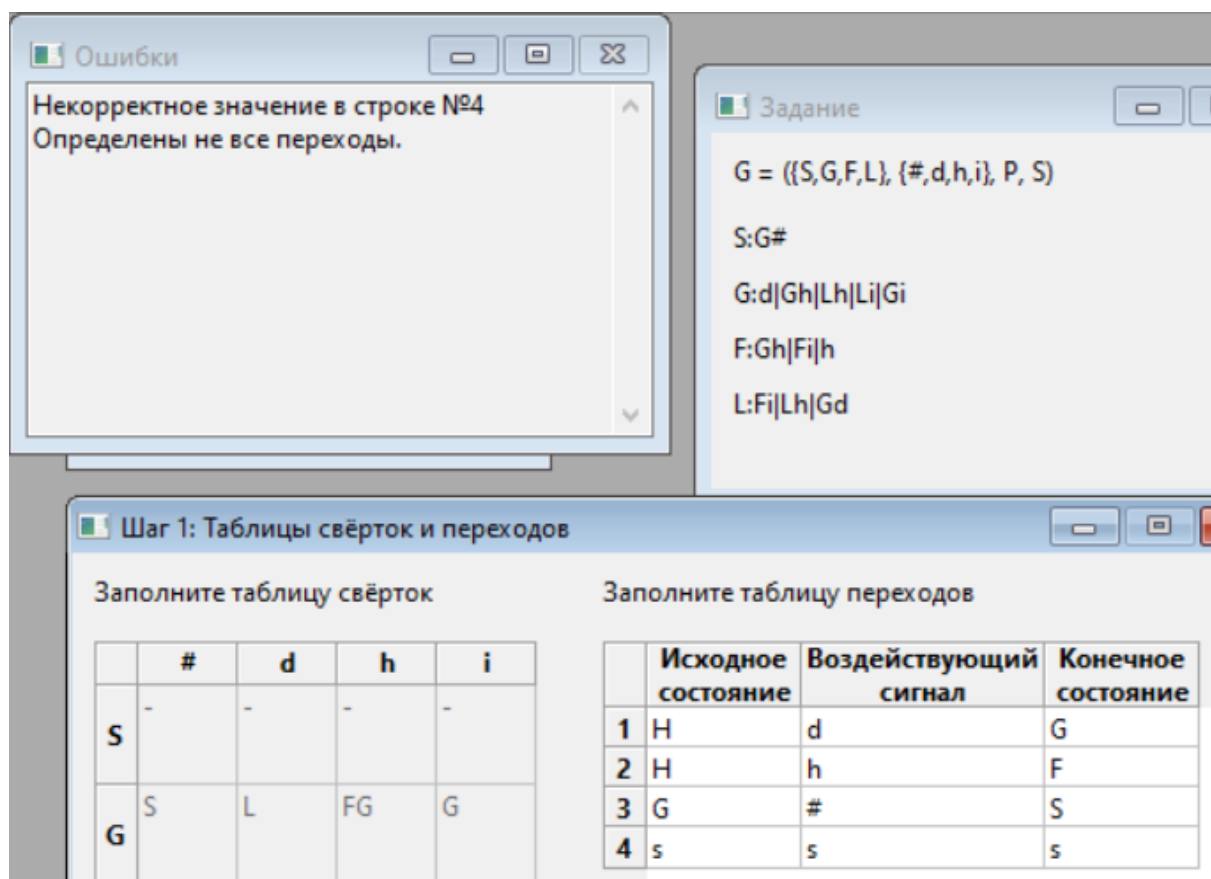 Ошибки
Некорректное значение в строке №4
Определены не все переходы.
Задание
G = ({S,G,F,L}, {#,d,h,i}, P, S)
S:G#
G:d|Gh|Lh|Li|Gi
F:Gh|Fi|h
L:Fi|Lh|Gd
Шаг 1: Таблицы свёрток и переходов
Заполните таблицу свёрток
# d h i
S - - - -
G S L FG G
Заполните таблицу переходов
Исходное состояние Воздействующий сигнал Конечное состояние
1 H d G
2 H h F
3 G # S
4 s s s